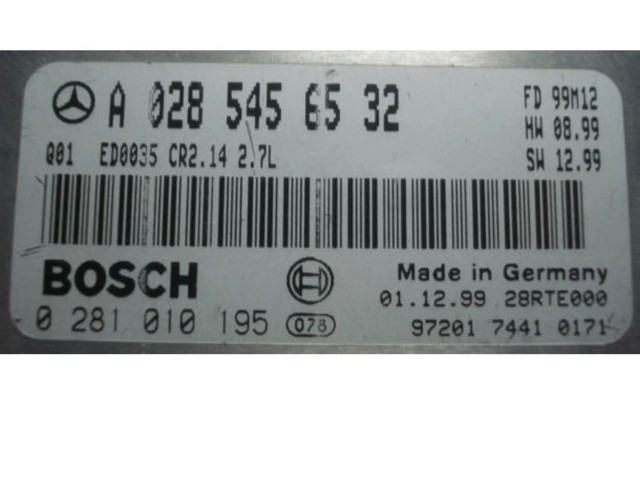 A 028 545 65 32
FD 99M12
HW 08.99
SW 12.99
Q01 ED0035 CR2.14 2.7L
BOSCH
Made in Germany
01.12.99 28RTE000
0 281 010 195 078
97201 7441 0171